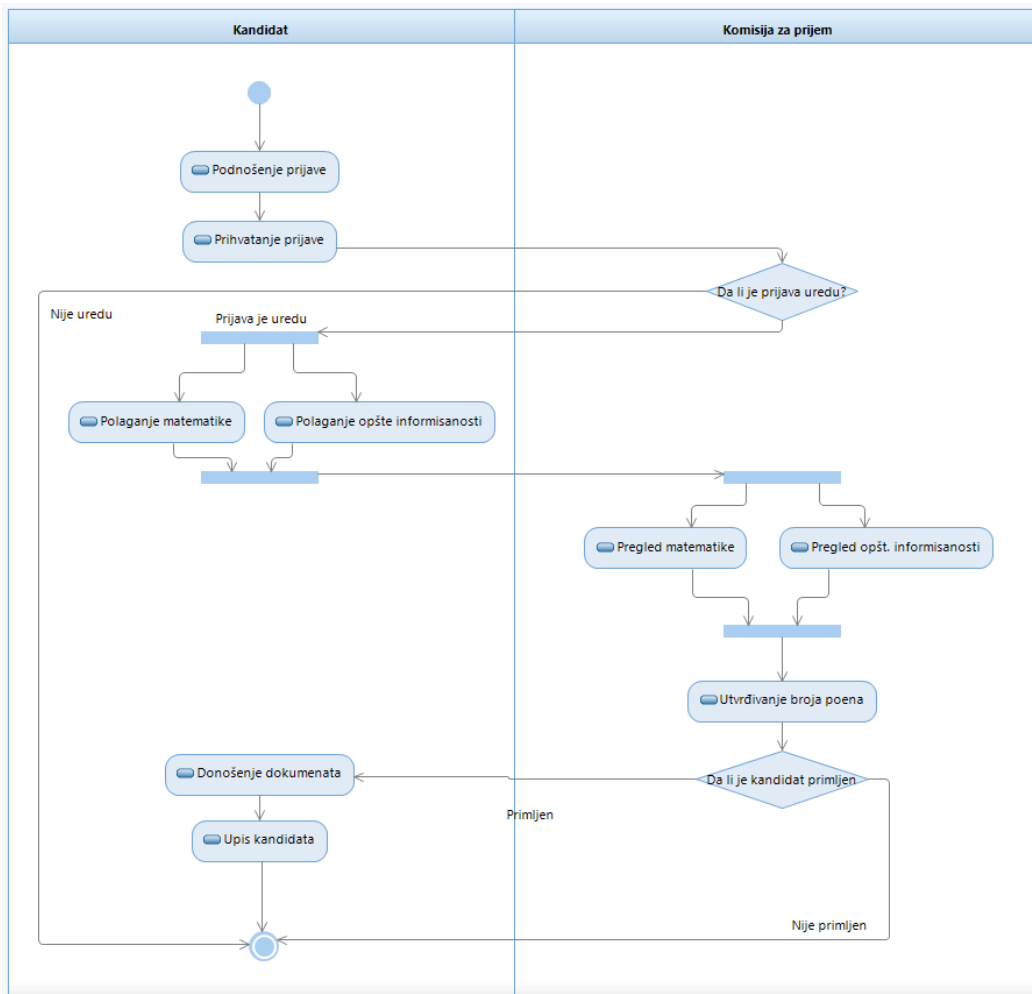 Kandidat
Komisija za prijem
Podnošenje prijave
Prihvatanje prijave
Da li je prijava uredu?
Nije uredu
Prijava je uredu
Polaganje matematike
Polaganje opšte informisanosti
Pregled matematike
Pregled opšt. informisanosti
Utvrđivanje broja poena
Donošenje dokumenata
Da li je kandidat primljen
Primljen
Upis kandidata
Nije primljen